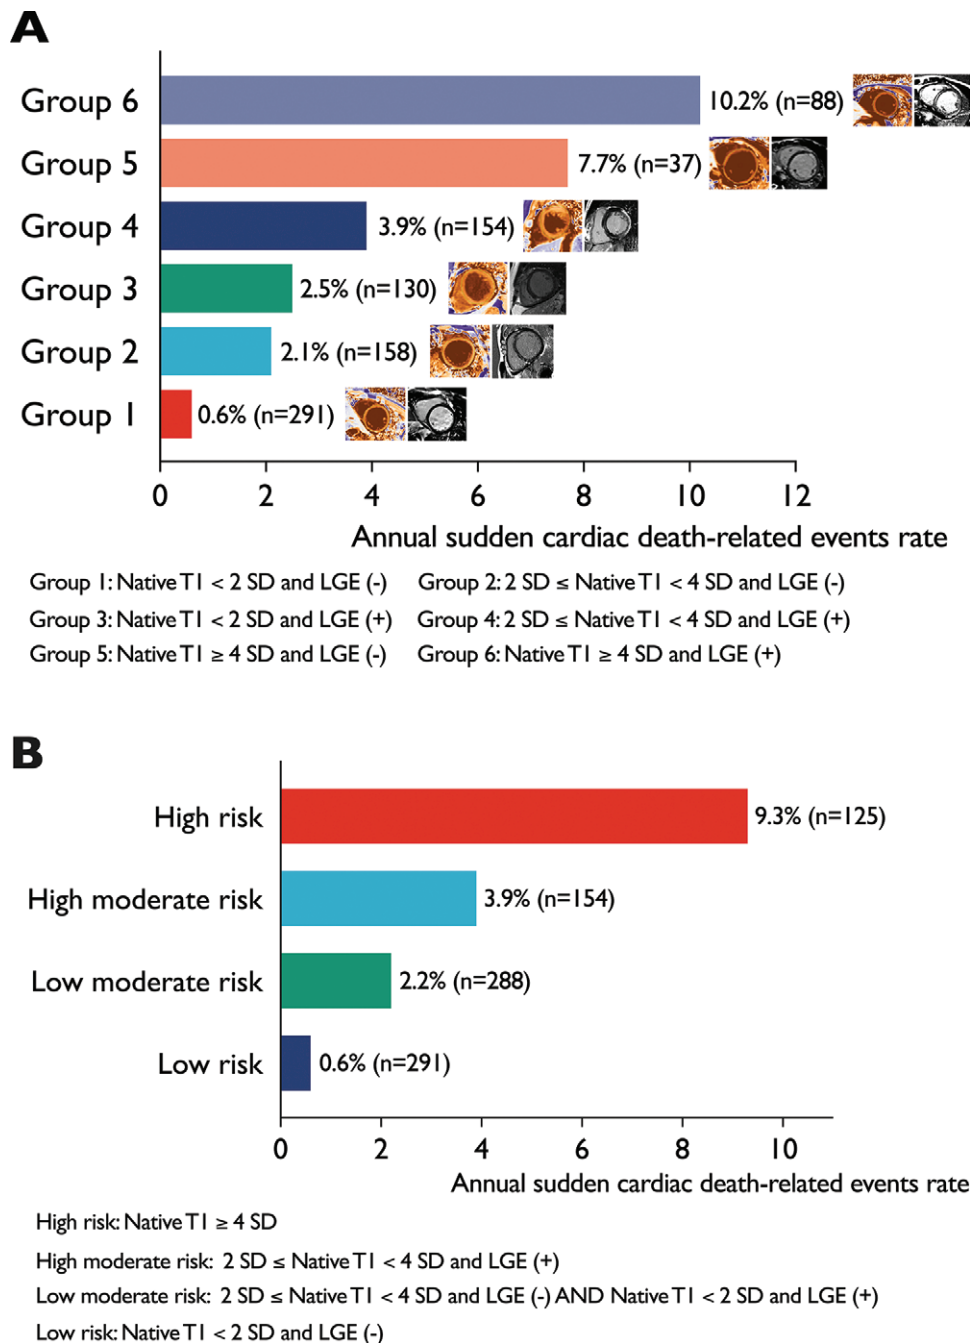 A
Group 6 10.2% (n=88)
Group 5 7.7% (n=37)
Group 4 3.9% (n=154)
Group 3 2.5% (n=130)
Group 2 2.1% (n=158)
Group 1 0.6% (n=291)
0 2 4 6 8 10 12
Annual sudden cardiac death-related events rate
Group 1: Native T1 < 2 SD and LGE (-) Group 2: 2 SD ≤ Native T1 < 4 SD and LGE (-)
Group 3: Native T1 < 2 SD and LGE (+) Group 4: 2 SD ≤ Native T1 < 4 SD and LGE (+)
Group 5: Native T1 ≥ 4 SD and LGE (-) Group 6: Native T1 ≥ 4 SD and LGE (+)
B
High risk 9.3% (n=125)
High moderate risk 3.9% (n=154)
Low moderate risk 2.2% (n=288)
Low risk 0.6% (n=291)
0 2 4 6 8 10
Annual sudden cardiac death-related events rate
High risk: Native T1 ≥ 4 SD
High moderate risk: 2 SD ≤ Native T1 < 4 SD and LGE (+)
Low moderate risk: 2 SD ≤ Native T1 < 4 SD and LGE (-) AND Native T1 < 2 SD and LGE (+)
Low risk: Native T1 < 2 SD and LGE (-)